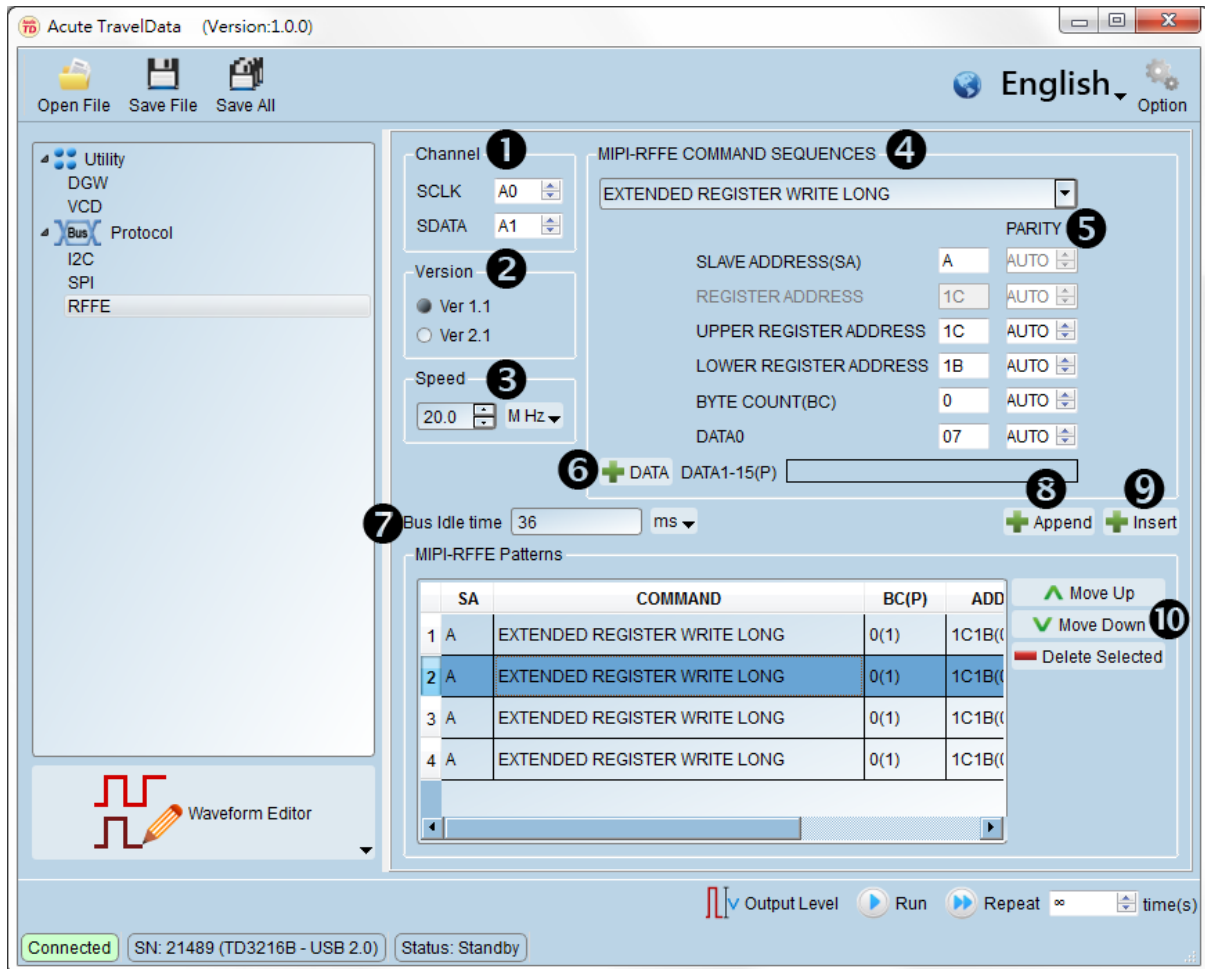 Acute TravelData (Version:1.0.0)
Open File Save File Save All
English
Option
Utility
DGW
VCD
Bus Protocol
I2C
SPI
RFFE
Waveform Editor
Channel 1
SCLK A0
SDATA A1
Version 2
Ver 1.1
Ver 2.1
Speed 3
20.0 M Hz
MIPI-RFFE COMMAND SEQUENCES 4
EXTENDED REGISTER WRITE LONG
PARITY 5
SLAVE ADDRESS(SA) A AUTO
REGISTER ADDRESS 1C AUTO
UPPER REGISTER ADDRESS 1C AUTO
LOWER REGISTER ADDRESS 1B AUTO
BYTE COUNT(BC) 0 AUTO
DATA0 07 AUTO
6 DATA DATA1-15(P)
8 9
7 Bus Idle time 36 ms Append Insert
MIPI-RFFE Patterns
SA COMMAND BC(P) ADD
1 A EXTENDED REGISTER WRITE LONG 0(1) 1C1B(
2 A EXTENDED REGISTER WRITE LONG 0(1) 1C1B(
3 A EXTENDED REGISTER WRITE LONG 0(1) 1C1B(
4 A EXTENDED REGISTER WRITE LONG 0(1) 1C1B(
Move Up
Move Down 10
Delete Selected
V Output Level Run Repeat ∞ time(s)
Connected SN: 21489 (TD3216B - USB 2.0) Status: Standby